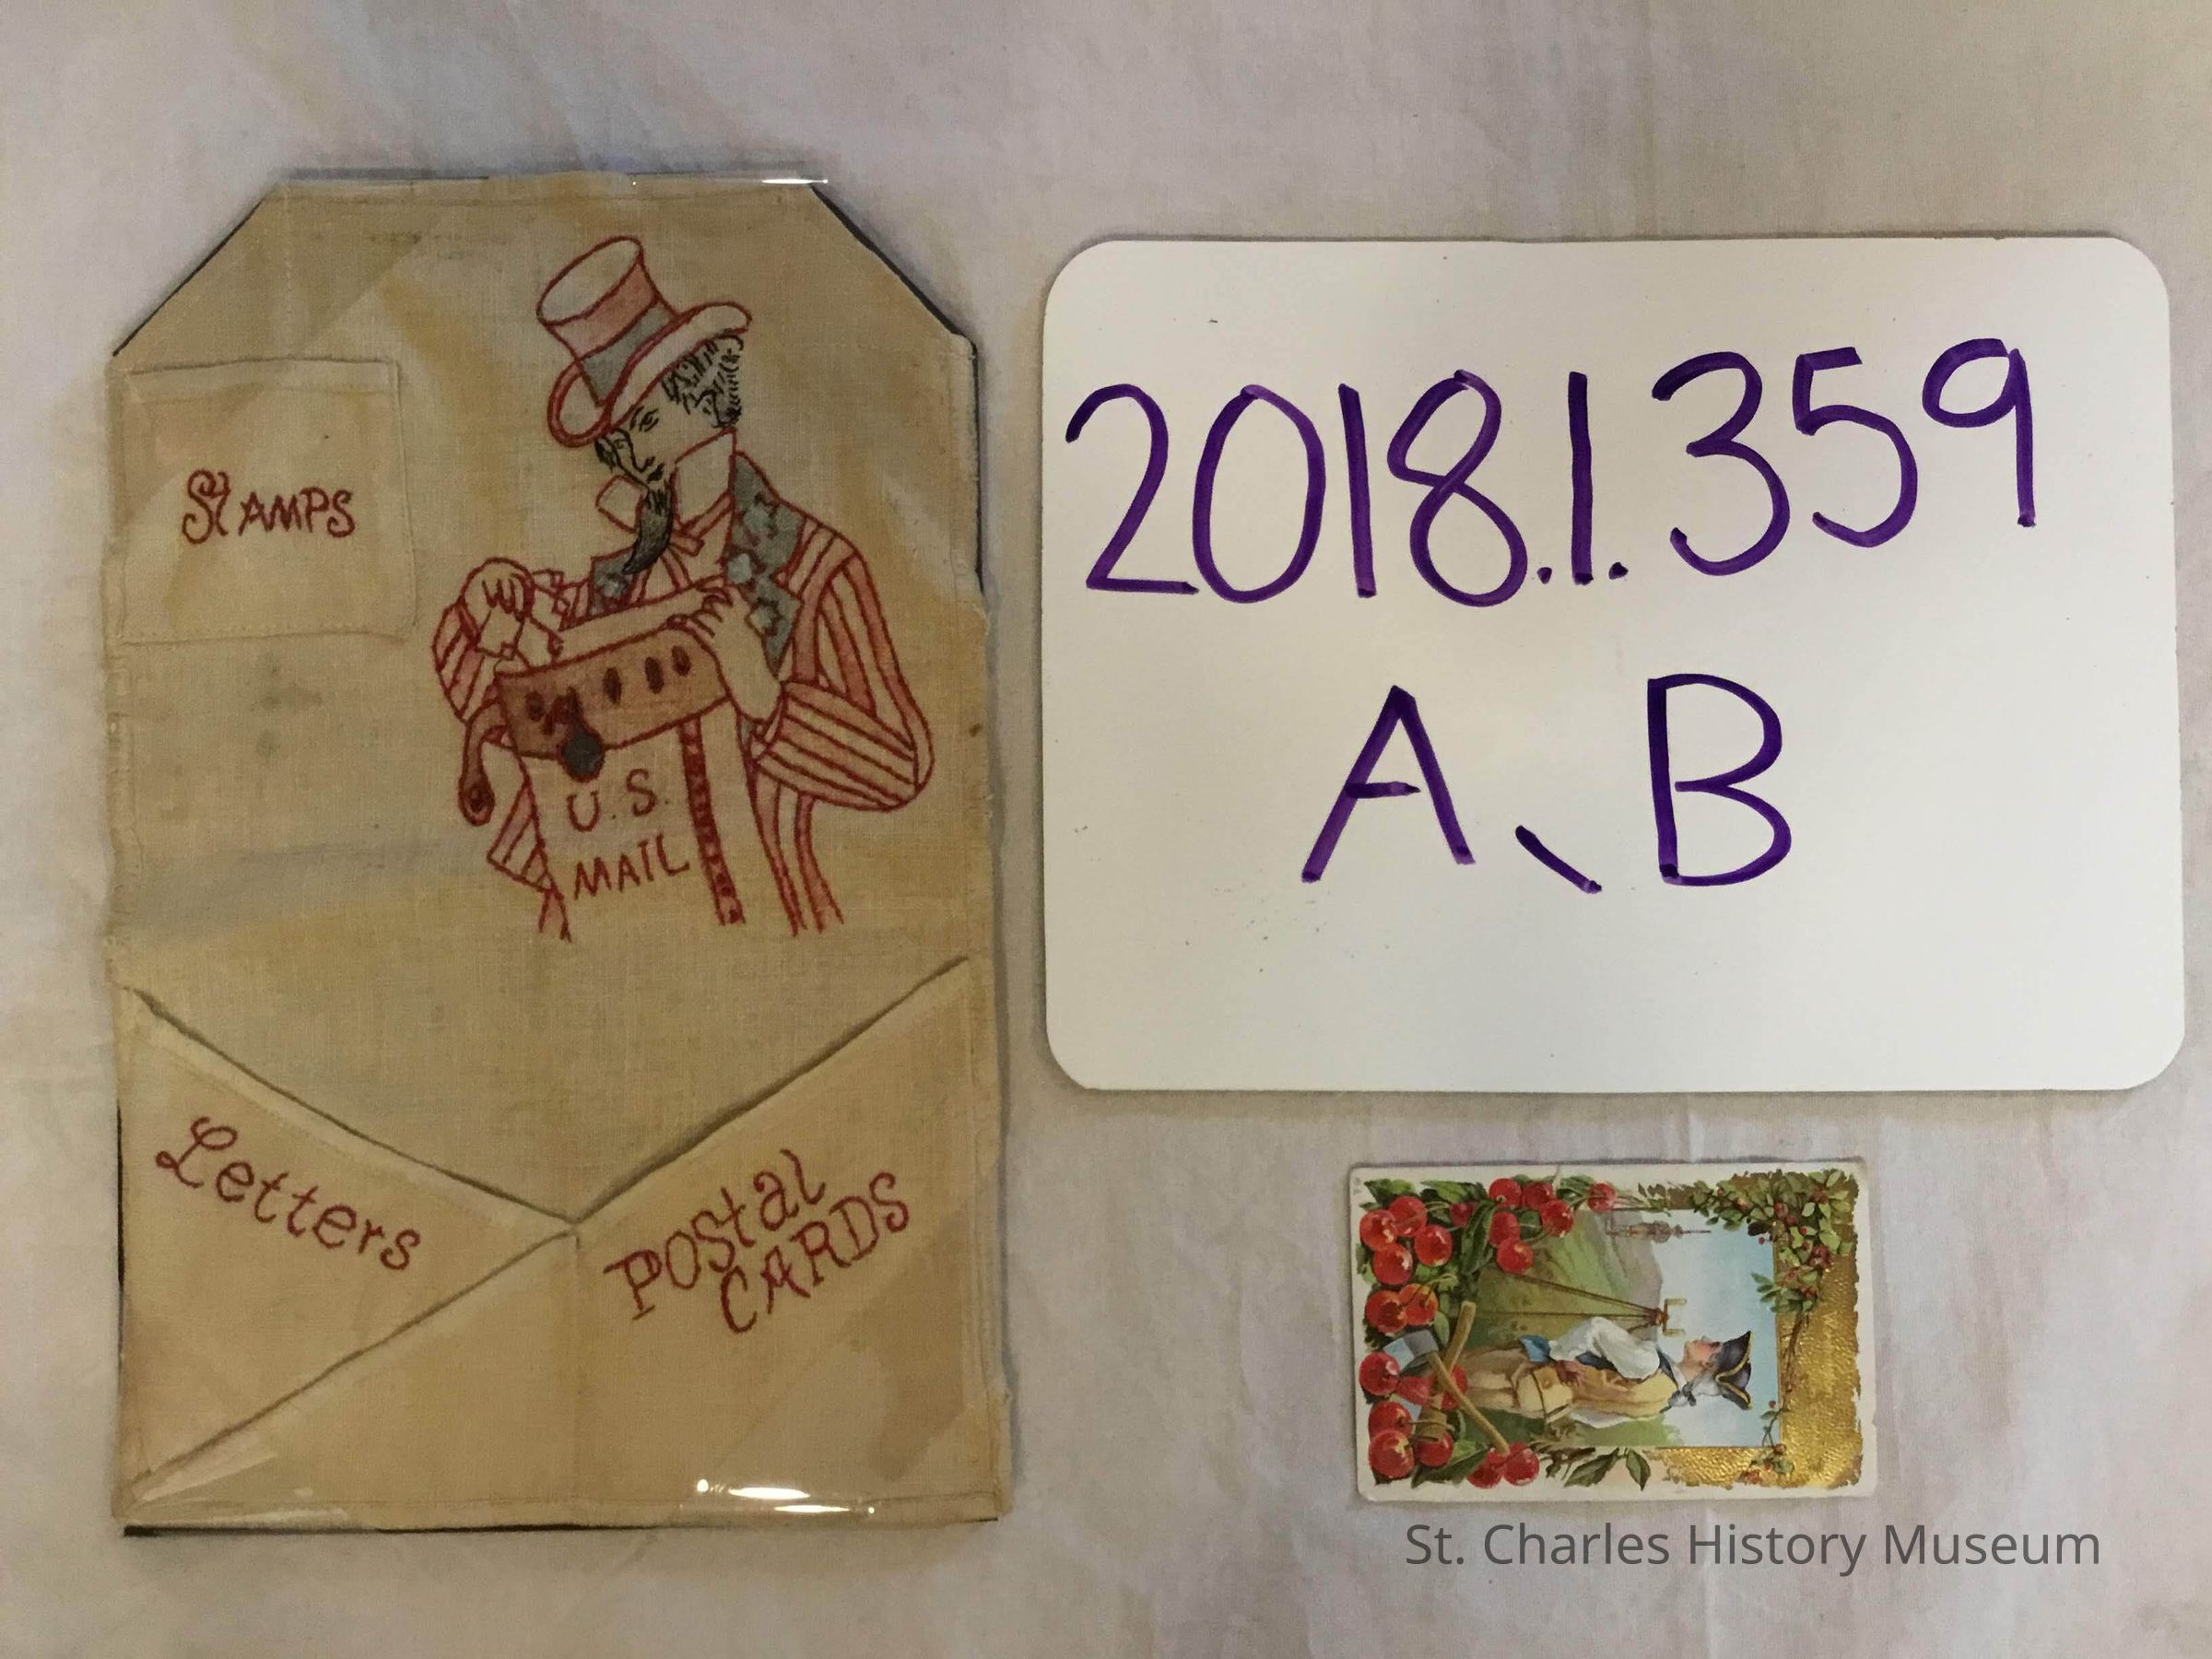 Stamps
U.S.
MAIL
Letters
Postal
CARDS
2018.1.359
A, B
St. Charles History Museum